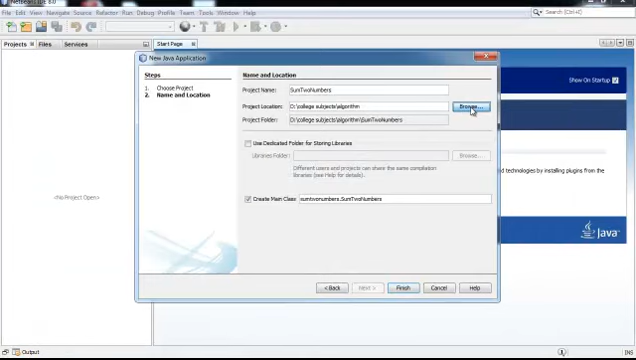 NetBeans IDE 8.0
File Edit View Navigate Source Refactor Run Debug Profile Team Tools Window Help
Search (Ctrl+I)
Projects Files Services
Start Page
New Java Application
Steps
1. Choose Project
2. Name and Location
Name and Location
Project Name: SumTwoNumbers
Project Location: D:\college subjects\algorithm
Browse...
Project Folder: D:\college subjects\algorithm\SumTwoNumbers
Use Dedicated Folder for Storing Libraries
Libraries Folder:
Browse...
Different users and projects can share the same compilation
libraries (see Help for details).
Create Main Class sumtwonumbers.SumTwoNumbers
< Back Next > Finish Cancel Help
<No Project Open>
Show On Startup
and technologies by installing plugins from the
Java
Output
INS